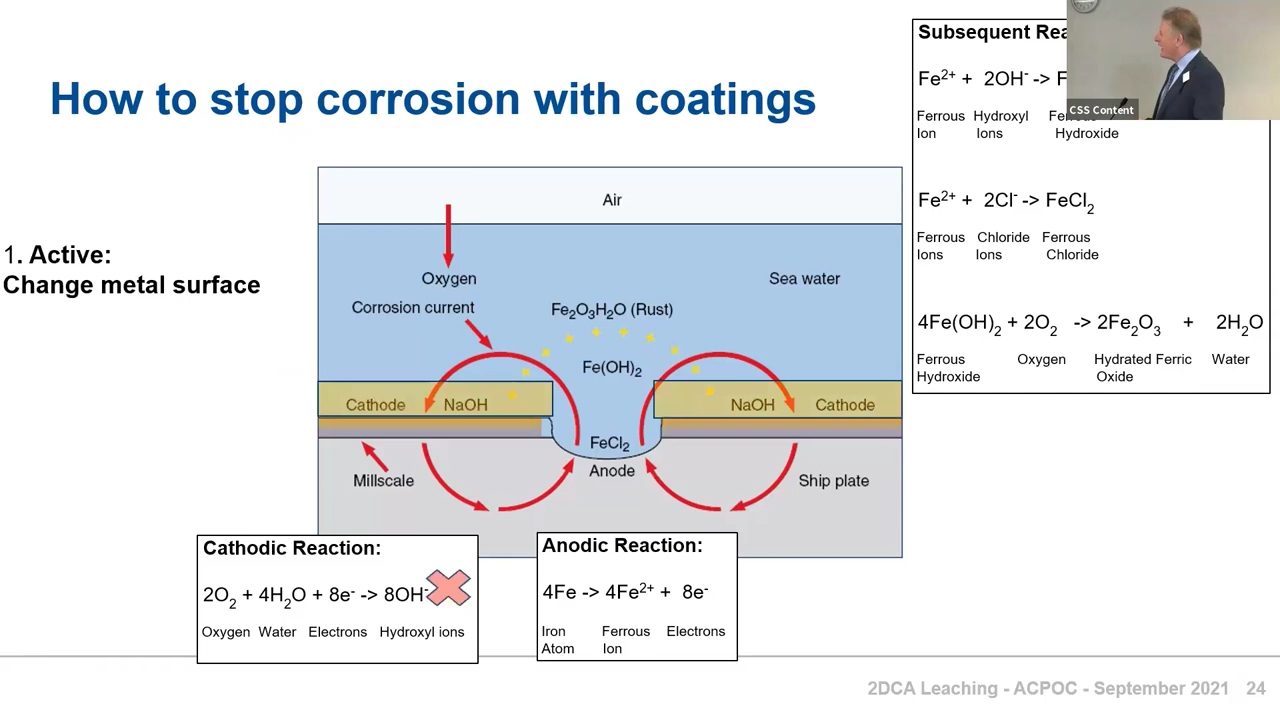 How to stop corrosion with coatings
1. Active:
Change metal surface
Air
Oxygen
Sea water
Corrosion current
Fe₂O₃H₂O (Rust)
Fe(OH)₂
Cathode
NaOH
NaOH
Cathode
FeCl₂
Anode
Millscale
Ship plate
Cathodic Reaction:
2O₂ + 4H₂O + 8e⁻ -> 8OH⁻
Oxygen Water Electrons Hydroxyl ions
Anodic Reaction:
4Fe -> 4Fe²⁺ + 8e⁻
Iron Ferrous Electrons
Atom Ion
Subsequent
Fe²⁺ + 2OH⁻ ->
Ferrous Hydroxyl
Ion Ions Hydroxide
Fe²⁺ + 2Cl⁻ -> FeCl₂
Ferrous Chloride Ferrous
Ions Ions Chloride
4Fe(OH)₂ + 2O₂ -> 2Fe₂O₃ + 2H₂O
Ferrous Oxygen Hydrated Ferric Water
Hydroxide Oxide
CSS Content
2DCA Leaching - ACPOC - September 2021 24